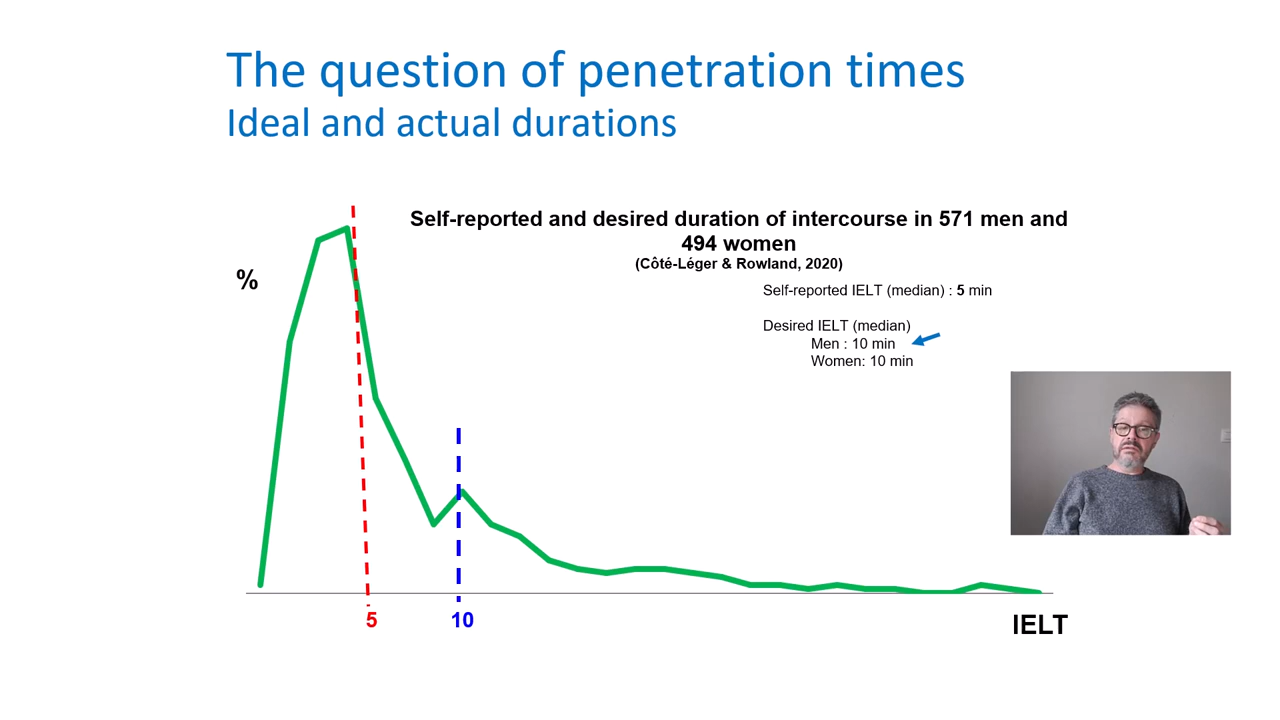 The question of penetration times
Ideal and actual durations
Self-reported and desired duration of intercourse in 571 men and
494 women
(Côté-Léger & Rowland, 2020)
%
Self-reported IELT (median) : 5 min
Desired IELT (median)
Men : 10 min
Women: 10 min
5
10
IELT